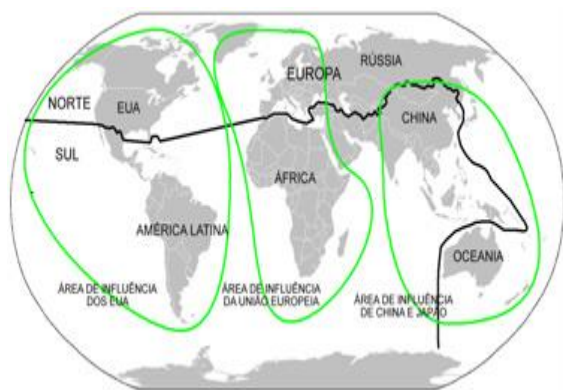 RÚSSIA
EUROPA
NORTE
EUA
CHINA
SUL
ÁFRICA
AMÉRICA LATINA
OCEANIA
ÁREA DE INFLUÊNCIA
DOS EUA
ÁREA DE INFLUÊNCIA
DA UNIÃO EUROPEIA
ÁREA DE INFLUÊNCIA
DE CHINA E JAPÃO